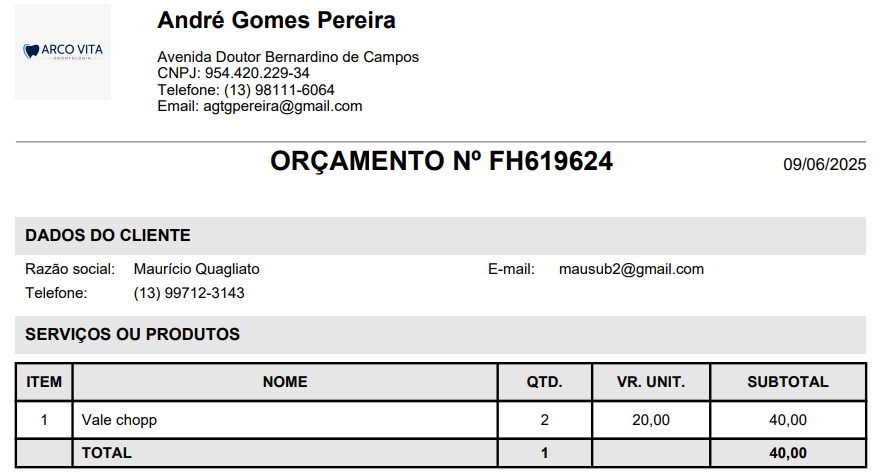 ARCO VITA
ODONTOLOGIA
André Gomes Pereira
Avenida Doutor Bernardino de Campos
CNPJ: 954.420.229-34
Telefone: (13) 98111-6064
Email: agtgpereira@gmail.com
ORÇAMENTO Nº FH619624 09/06/2025
DADOS DO CLIENTE
Razão social: Maurício Quagliato E-mail: mausub2@gmail.com
Telefone: (13) 99712-3143
SERVIÇOS OU PRODUTOS
ITEM NOME QTD. VR. UNIT. SUBTOTAL
1 Vale chopp 2 20,00 40,00
TOTAL 1 40,00